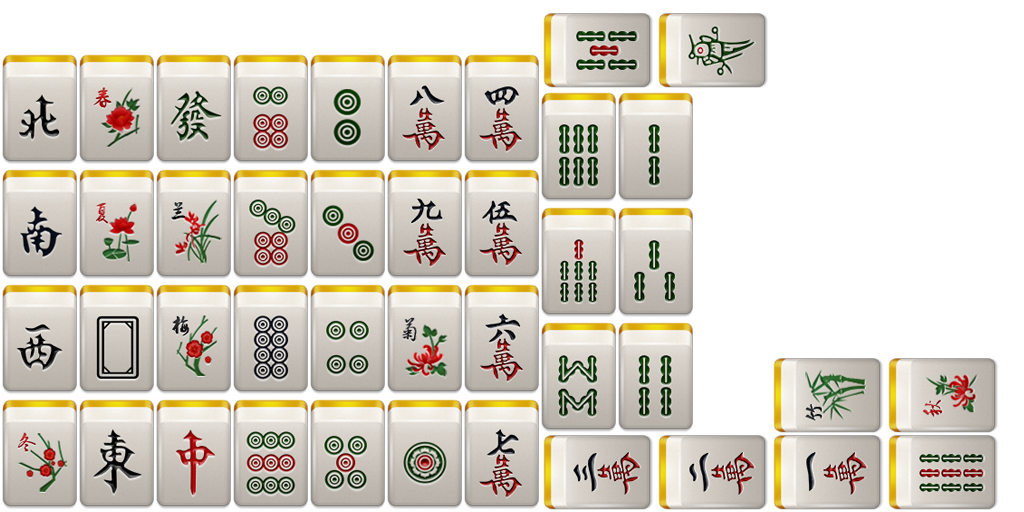 北 春 發 八萬 四萬
南 夏 兰 九萬 伍萬
西 梅 菊 六萬
冬 東 中 七萬
竹 秋
三萬 二萬 一萬